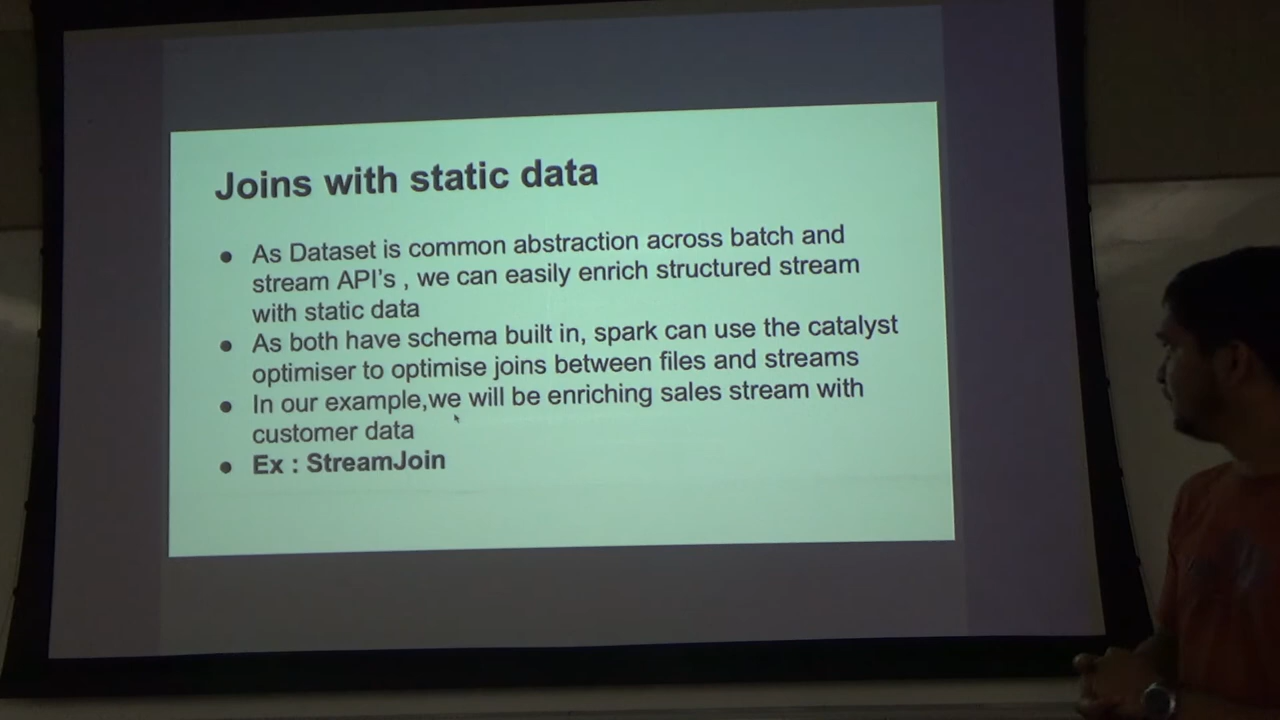 Joins with static data
● As Dataset is common abstraction across batch and
stream API's , we can easily enrich structured stream
with static data
● As both have schema built in, spark can use the catalyst
optimiser to optimise joins between files and streams
● In our example,we will be enriching sales stream with
customer data
● Ex : StreamJoin